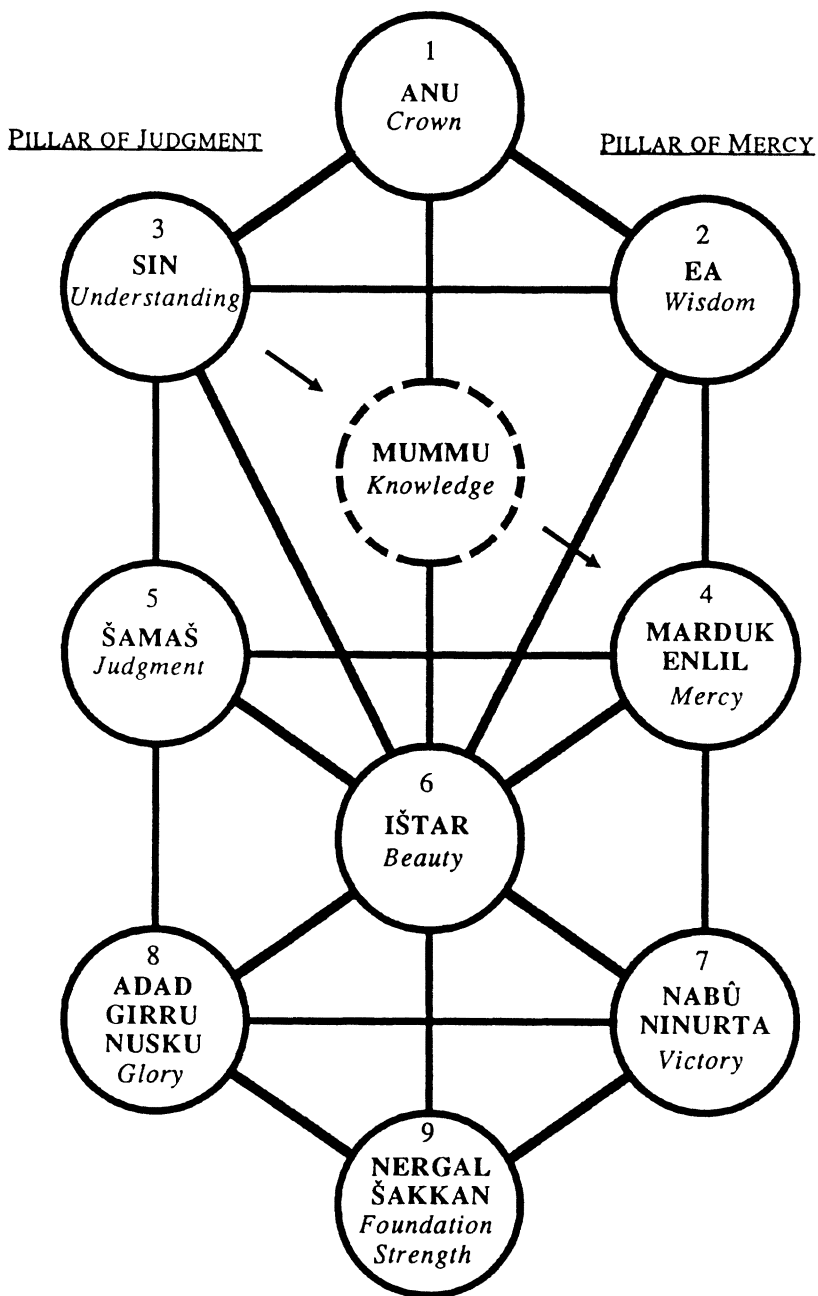 1
ANU
Crown
PILLAR OF JUDGMENT
PILLAR OF MERCY
3
SIN
Understanding
2
EA
Wisdom
MUMMU
Knowledge
5
ŠAMAŠ
Judgment
4
MARDUK
ENLIL
Mercy
6
IŠTAR
Beauty
8
ADAD
GIRRU
NUSKU
Glory
7
NABÛ
NINURTA
Victory
9
NERGAL
ŠAKKAN
Foundation
Strength